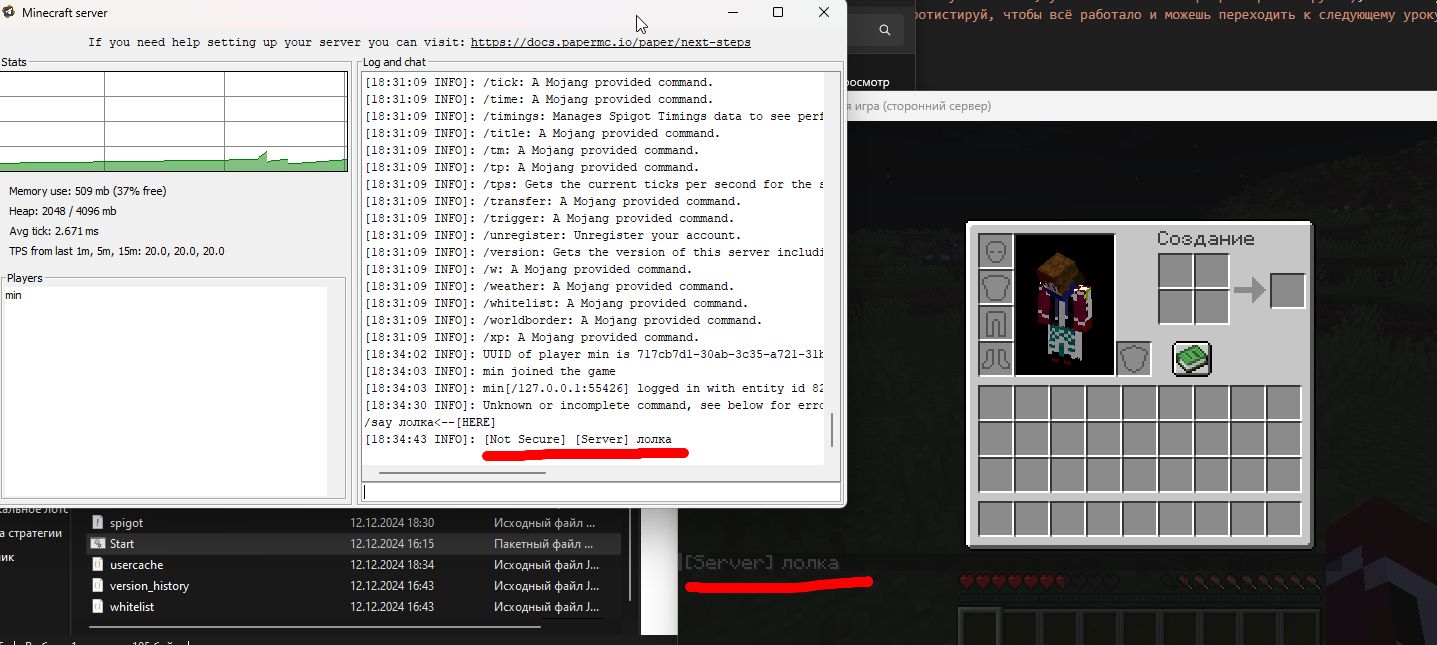 Minecraft server
If you need help setting up your server you can visit: https://docs.papermc.io/paper/next-steps
Stats
Memory use: 509 mb (37% free)
Heap: 2048 / 4096 mb
Avg tick: 2.671 ms
TPS from last 1m, 5m, 15m: 20.0, 20.0, 20.0
Players
min
Log and chat
[18:31:09 INFO]: /tick: A Mojang provided command.
[18:31:09 INFO]: /time: A Mojang provided command.
[18:31:09 INFO]: /timings: Manages Spigot Timings data to see perf
[18:31:09 INFO]: /title: A Mojang provided command.
[18:31:09 INFO]: /tm: A Mojang provided command.
[18:31:09 INFO]: /tp: A Mojang provided command.
[18:31:09 INFO]: /tps: Gets the current ticks per second for the s
[18:31:09 INFO]: /transfer: A Mojang provided command.
[18:31:09 INFO]: /trigger: A Mojang provided command.
[18:31:09 INFO]: /unregister: Unregister your account.
[18:31:09 INFO]: /version: Gets the version of this server includi
[18:31:09 INFO]: /w: A Mojang provided command.
[18:31:09 INFO]: /weather: A Mojang provided command.
[18:31:09 INFO]: /whitelist: A Mojang provided command.
[18:31:09 INFO]: /worldborder: A Mojang provided command.
[18:31:09 INFO]: /xp: A Mojang provided command.
[18:34:02 INFO]: UUID of player min is 717cb7d1-30ab-3c35-a721-31b
[18:34:03 INFO]: min joined the game
[18:34:03 INFO]: min[/127.0.0.1:55426] logged in with entity id 82
[18:34:30 INFO]: Unknown or incomplete command, see below for erro
/say лолка<--[HERE]
[18:34:43 INFO]: [Not Secure] [Server] лолка
отистируй, чтобы всё работало и можешь переходить к следующему уроку
росмотр
я игра (сторонний сервер)
Создание
[Server] лолка
а стратегии
ик
spigot 12.12.2024 18:30 Исходный файл ...
Start 12.12.2024 16:15 Пакетный файл ...
usercache 12.12.2024 18:34 Исходный файл J...
version_history 12.12.2024 16:43 Исходный файл J...
whitelist 12.12.2024 16:43 Исходный файл J...